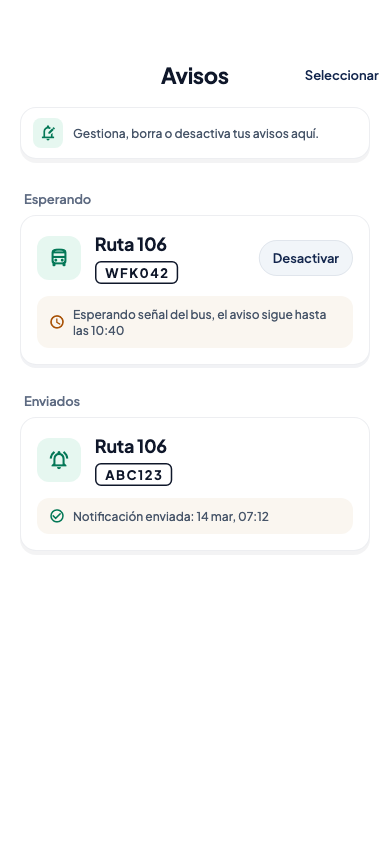 Avisos
Seleccionar
Gestiona, borra o desactiva tus avisos aquí.
Esperando
Ruta 106
WFK042
Desactivar
Esperando señal del bus, el aviso sigue hasta
las 10:40
Enviados
Ruta 106
ABC123
Notificación enviada: 14 mar, 07:12